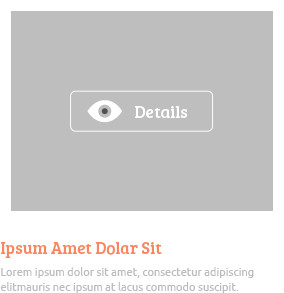 Details
Ipsum Amet Dolar Sit
Lorem ipsum dolor sit amet, consectetur adipiscing
elitmauris nec ipsum at lacus commodo suscipit.